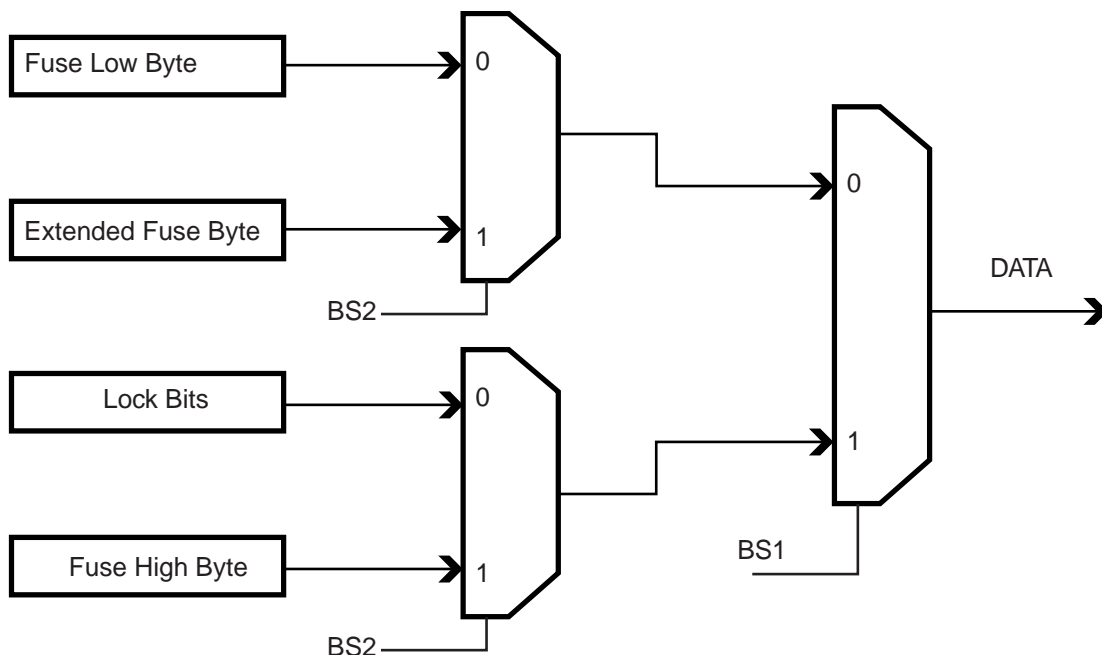 Fuse Low Byte
0
Extended Fuse Byte
1
BS2
0
DATA
Lock Bits
0
1
Fuse High Byte
1
BS1
BS2